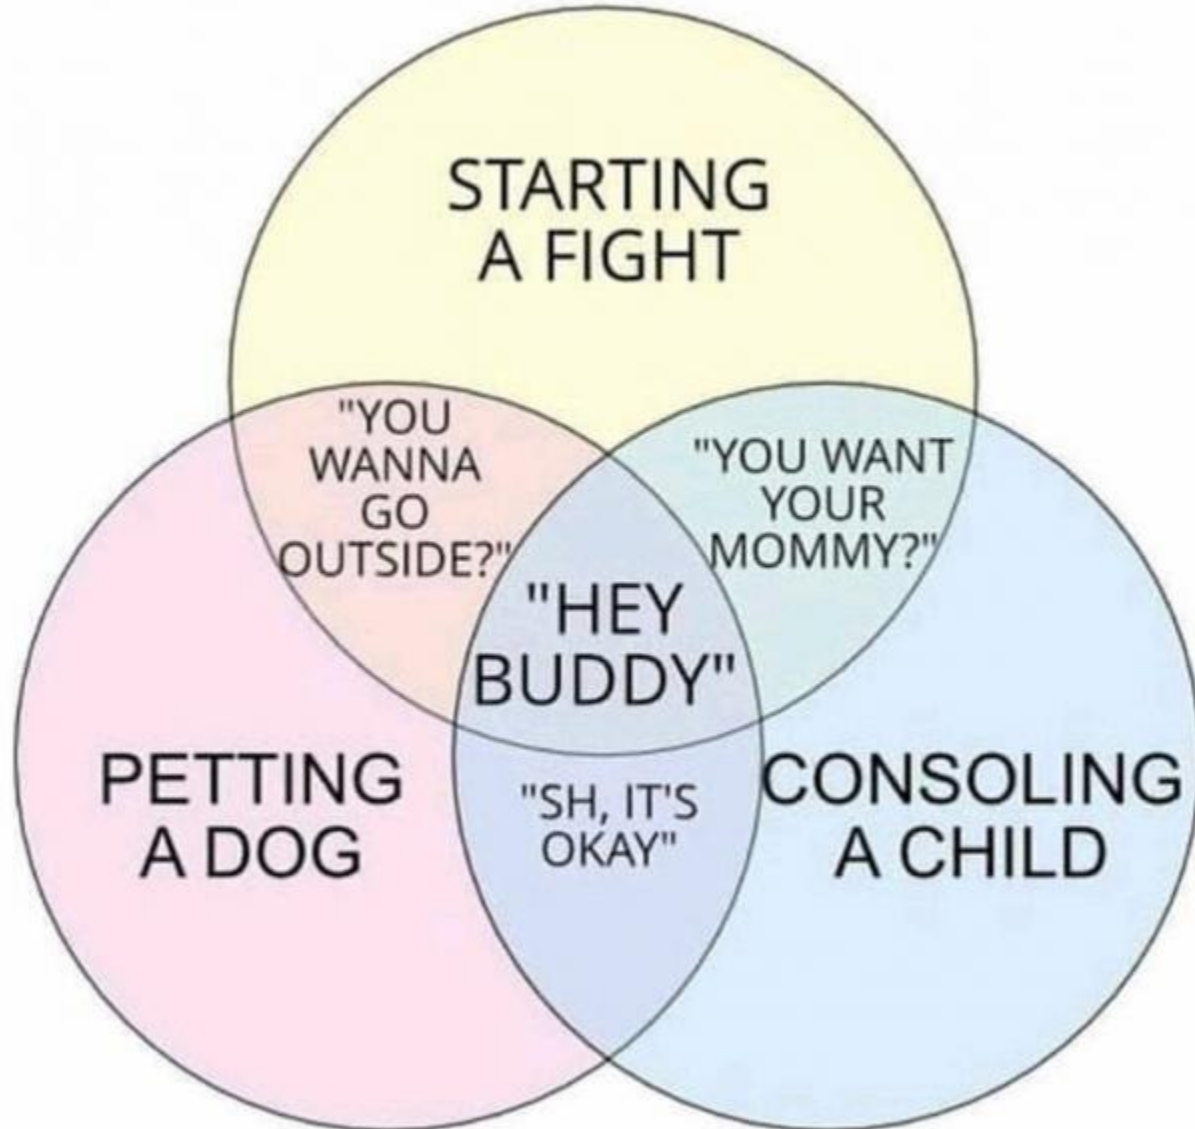 STARTING
A FIGHT
"YOU
WANNA
GO
OUTSIDE?"
"YOU WANT
YOUR
MOMMY?"
"HEY
BUDDY"
PETTING
A DOG
"SH, IT'S
OKAY"
CONSOLING
A CHILD